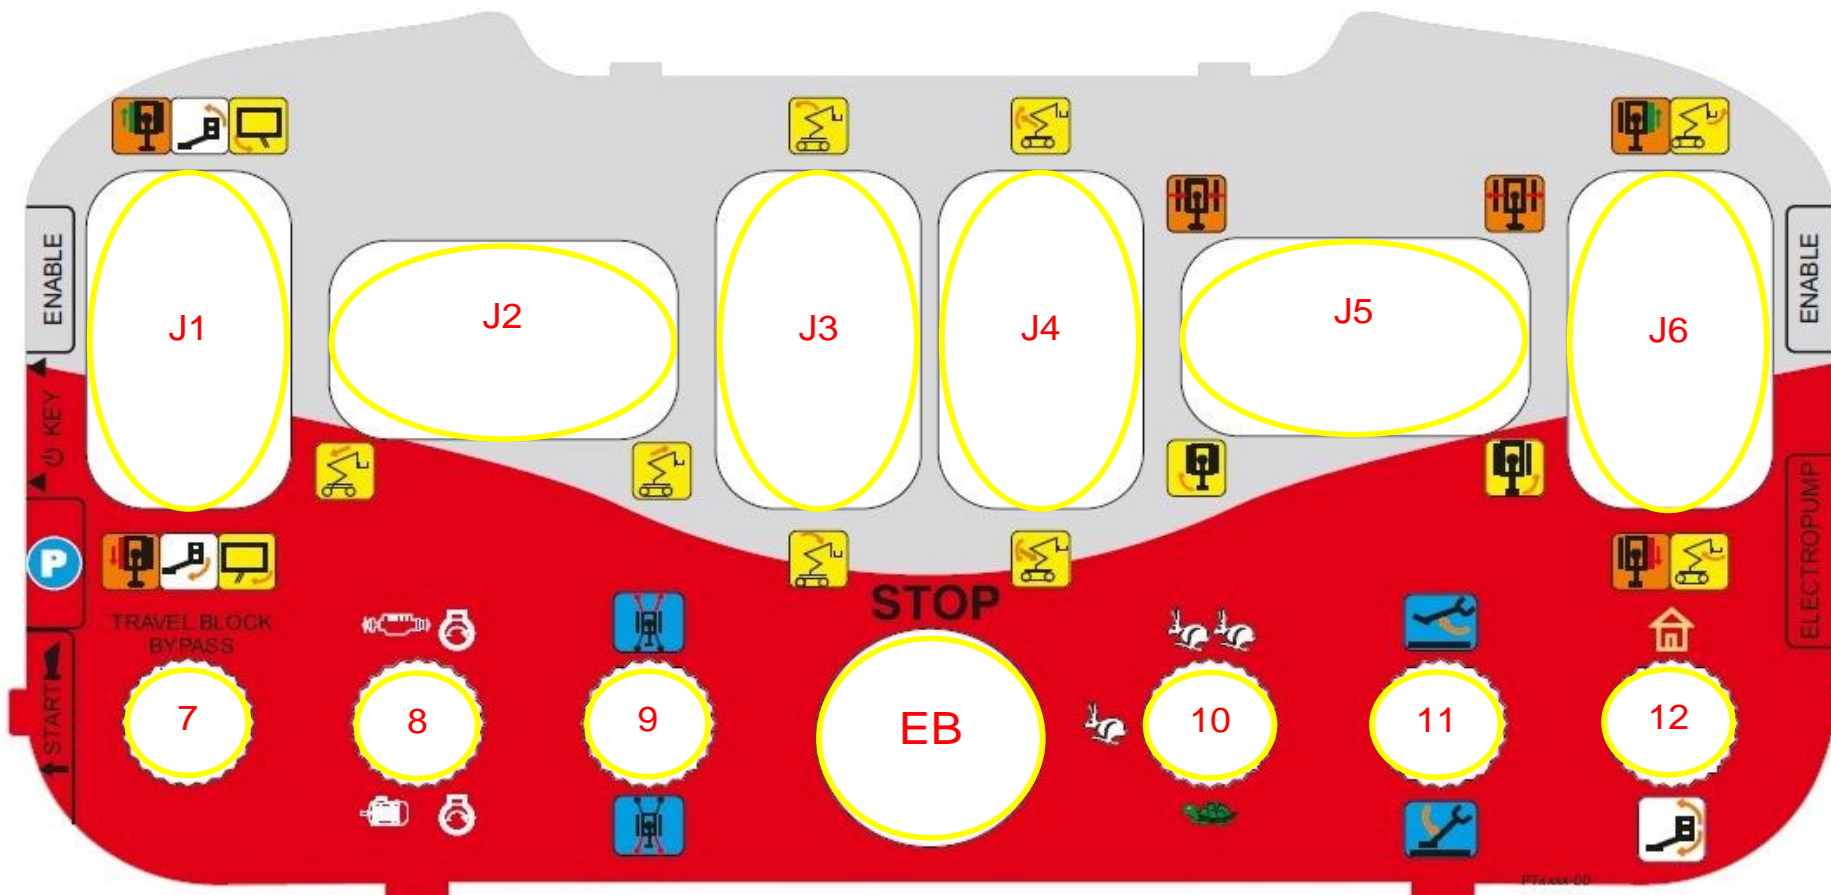 ENABLE
ENABLE
J1
J2
J3
J4
J5
J6
KEY
P
ELECTROPUMP
STOP
TRAVEL BLOCK
BYPASS
START
7
8
9
EB
10
11
12